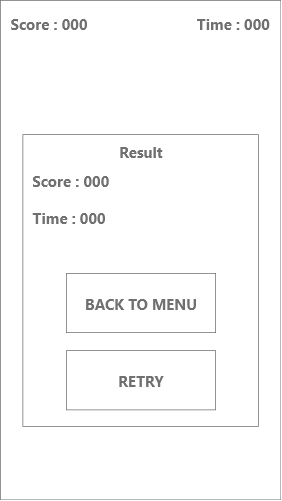 Score : 000 Time : 000
Result
Score : 000
Time : 000
BACK TO MENU
RETRY